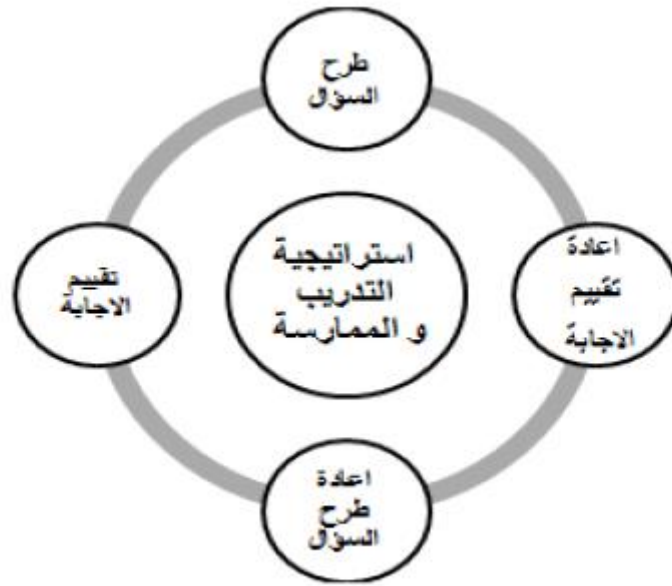 طرح
السؤال
استراتيجية
التدريب
و الممارسة
اعادة
تقييم
الاجابة
تقييم
الاجابة
اعادة
طرح
السؤال